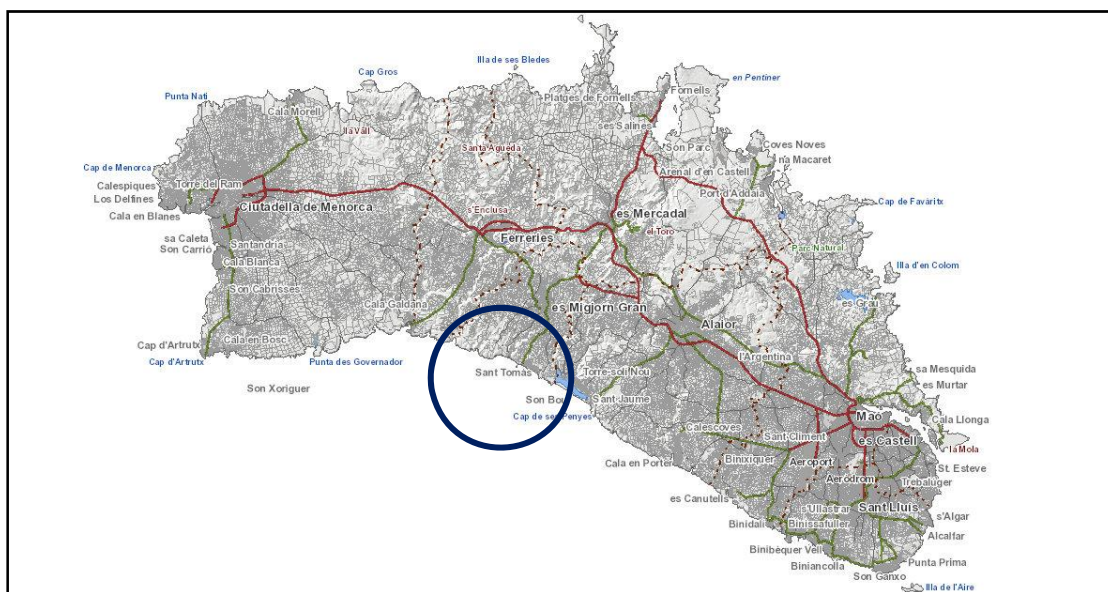 Illa de ses Bledes
Cap Gros
en Pentiner
Punta Nati
Fornells
Platges de Fornells
Cala Morell
la Vall
ses Salines
Santa Agueda
Son Parc
Coves Noves
na Macaret
Arenal d'en Castell
Cap de Menorca
Calespiques
Torre del Ram
Port d'Addaia
Los Delfines
Ciutadella de Menorca
Cala en Blanes
s'Enclusa
es Mercadal
Cap de Favàritx
sa Caleta
Ferreries
el Toro
Son Carrió
Santandria
Parc Natural
Cala Blanca
Illa d'en Colom
Son Cabrisses
Cala Galdana
es Migjorn Gran
es Grau
Alaior
Cap d'Artrutx
Cala en Bosc
Cap d'Artrutx
Punta des Governador
l'Argentina
Sant Tomàs
Torre-soli Nou
sa Mesquida
Son Xoriguer
es Murtar
Son Bou
Sant Jaume
Cap de ses Penyes
Maó
Cala Llonga
Calescoves
Sant Climent
es Castell
la Mola
Cala en Porter
Binixiquer
Aeroport
St. Esteve
Aeròdrom
Trebaluger
es Canutells
s'Ullastrar
Sant Lluís
s'Algar
Binidalí
Binissafuller
Alcalfar
Binibèquer Vell
Biniancolla
Punta Prima
Son Ganxo
Illa de l'Aire